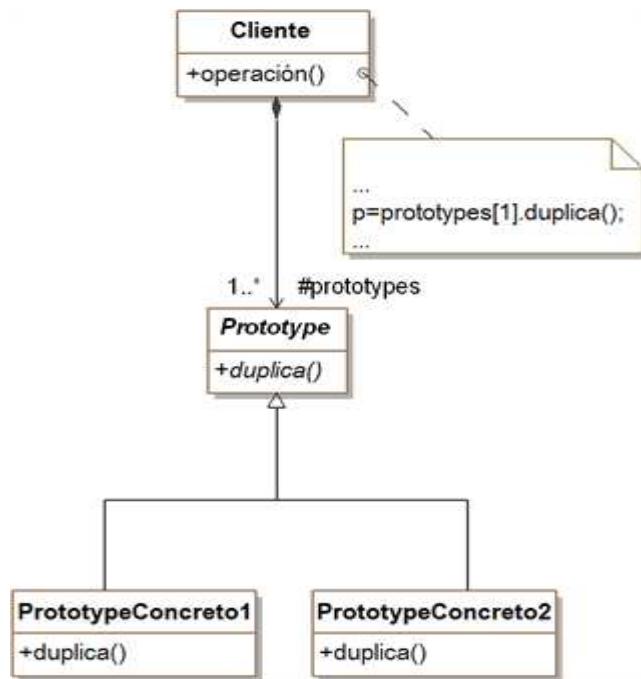 Cliente
+operación()
...
p=prototypes[1].duplica();
...
1..* #prototypes
Prototype
+duplica()
PrototypeConcreto1
+duplica()
PrototypeConcreto2
+duplica()